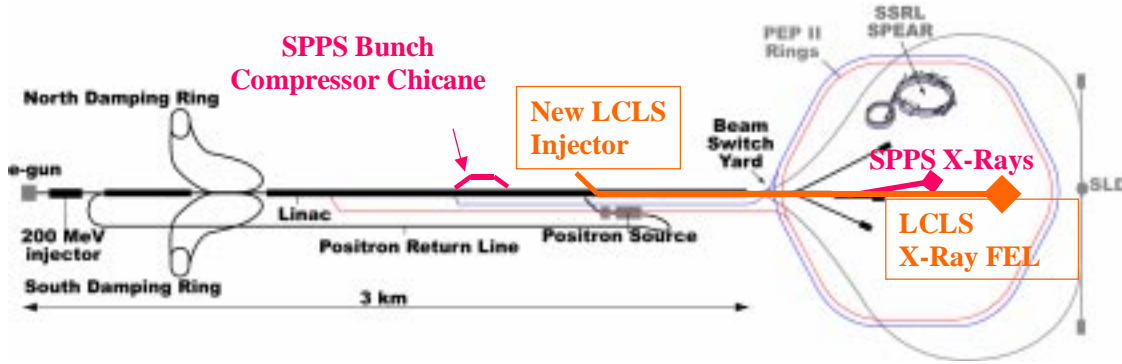 SSRL
SPEAR
PEP II
Rings
SPPS Bunch
Compressor Chicane
North Damping Ring
New LCLS
Injector
Beam
Switch
Yard
e-gun
SPPS X-Rays
SLD
Linac
200 MeV
injector
Positron Return Line
Positron Source
LCLS
X-Ray FEL
South Damping Ring
3 km